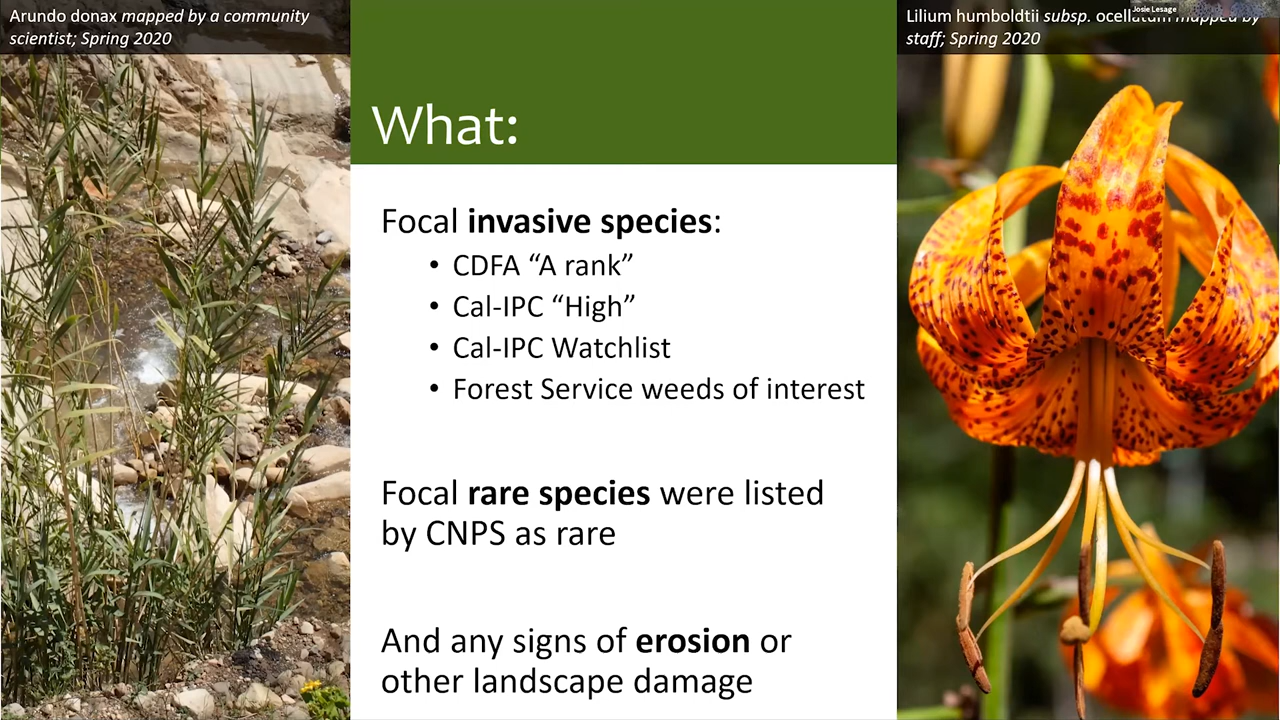 Arundo donax mapped by a community
scientist; Spring 2020
What:
Focal invasive species:
• CDFA “A rank”
• Cal-IPC “High”
• Cal-IPC Watchlist
• Forest Service weeds of interest
Focal rare species were listed
by CNPS as rare
And any signs of erosion or
other landscape damage
Josie Lesage
Lilium humboldtii subsp. ocellatum mapped by
staff; Spring 2020